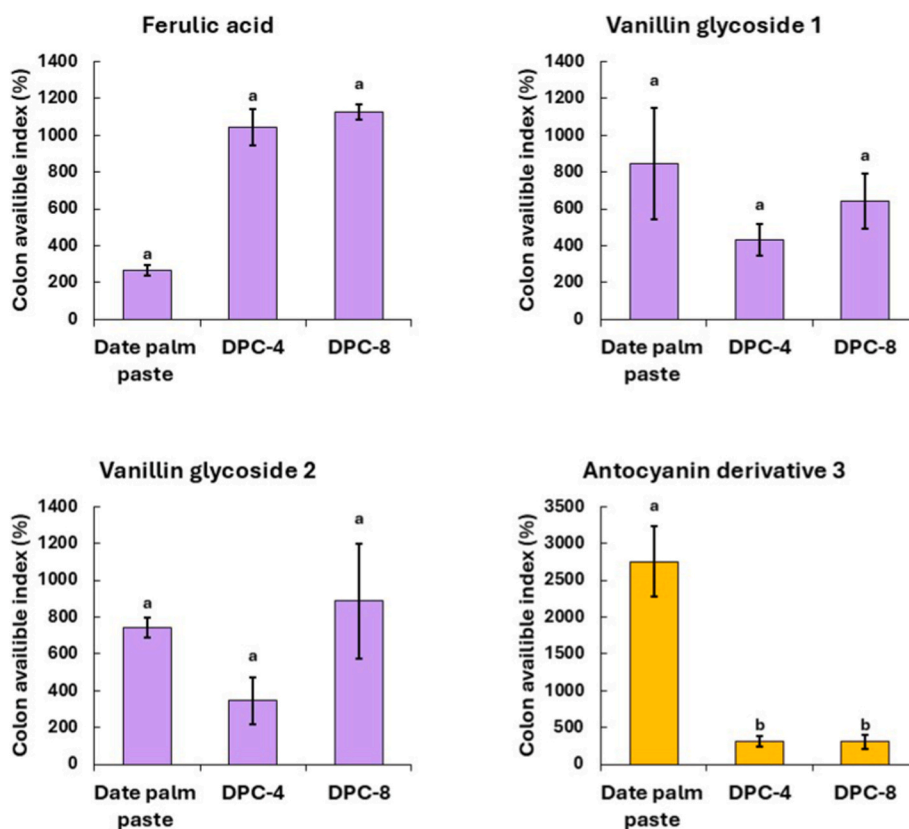 Ferulic acid
Colon availible index (%)
1400
1200
1000
800
600
400
200
0
a
a
a
Date palm paste
DPC-4
DPC-8
Vanillin glycoside 1
Colon availible index (%)
1400
1200
1000
800
600
400
200
0
a
a
a
Date palm paste
DPC-4
DPC-8
Vanillin glycoside 2
Colon availible index (%)
1400
1200
1000
800
600
400
200
0
a
a
a
Date palm paste
DPC-4
DPC-8
Antocyanin derivative 3
Colon availible index (%)
3500
3000
2500
2000
1500
1000
500
0
a
b
b
Date palm paste
DPC-4
DPC-8